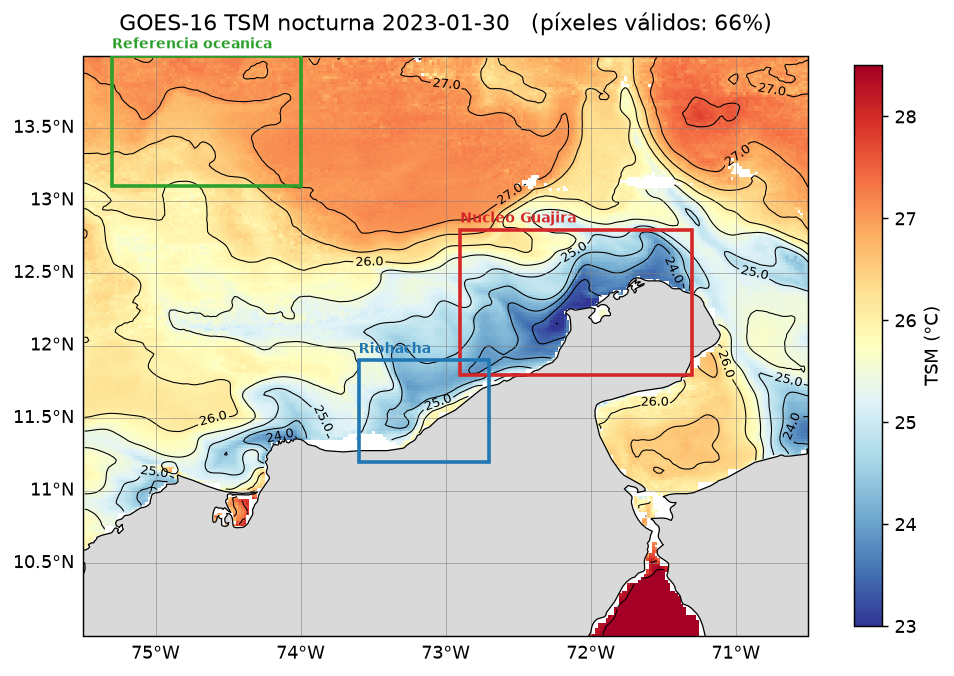 GOES-16 TSM nocturna 2023-01-30 (píxeles válidos: 66%)
Referencia oceanica
27.0
27.0
28
13.5°N
27.0
13°N
27
Nucleo Guajira
26.0
25.0
24.0
25.0
12.5°N
26
TSM (°C)
12°N
Riohacha
26.0
25.0
25.0
26.0
26.0
25.0
25
11.5°N
24.0
24.0
25.0
11°N
24
10.5°N
23
75°W
74°W
73°W
72°W
71°W